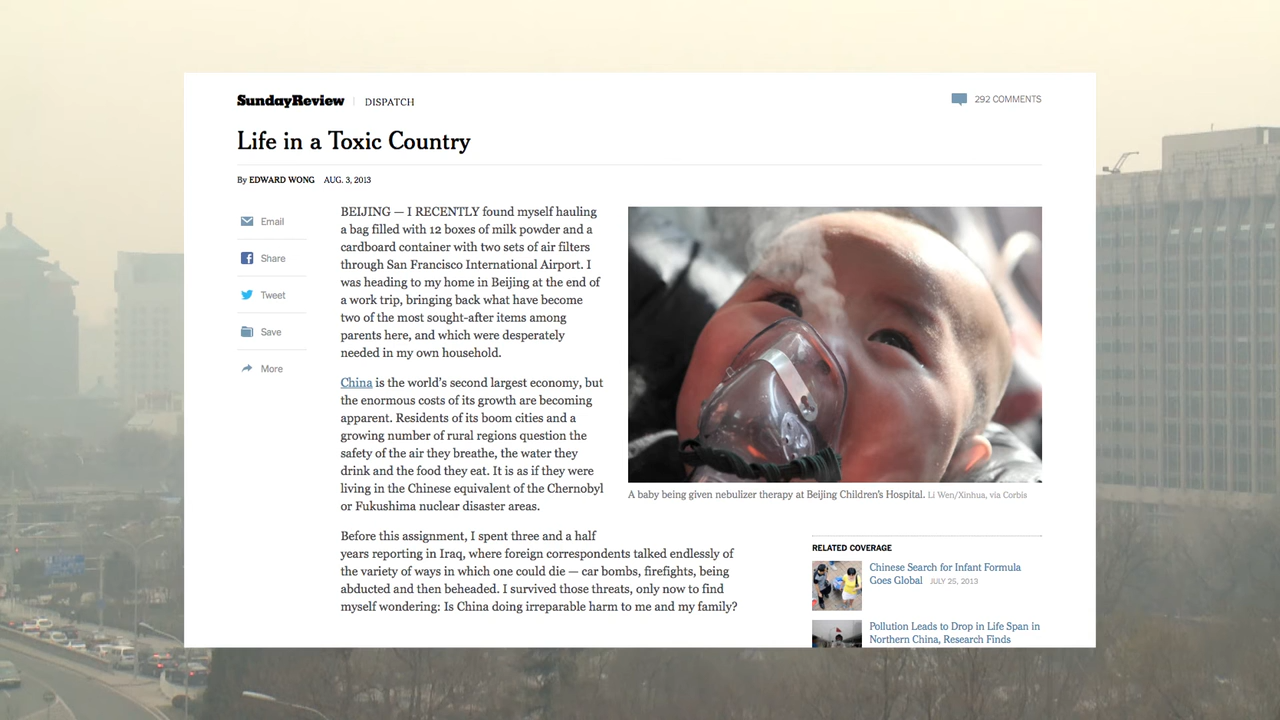 SundayReview | DISPATCH
292 COMMENTS
Life in a Toxic Country
By EDWARD WONG AUG. 3, 2013
Email
Share
Tweet
Save
More
BEIJING — I RECENTLY found myself hauling
a bag filled with 12 boxes of milk powder and a
cardboard container with two sets of air filters
through San Francisco International Airport. I
was heading to my home in Beijing at the end of
a work trip, bringing back what have become
two of the most sought-after items among
parents here, and which were desperately
needed in my own household.
China is the world's second largest economy, but
the enormous costs of its growth are becoming
apparent. Residents of its boom cities and a
growing number of rural regions question the
safety of the air they breathe, the water they
drink and the food they eat. It is as if they were
living in the Chinese equivalent of the Chernobyl
or Fukushima nuclear disaster areas.
Before this assignment, I spent three and a half
years reporting in Iraq, where foreign correspondents talked endlessly of
the variety of ways in which one could die — car bombs, firefights, being
abducted and then beheaded. I survived those threats, only now to find
myself wondering: Is China doing irreparable harm to me and my family?
A baby being given nebulizer therapy at Beijing Children's Hospital. Li Wen/Xinhua, via Corbis
RELATED COVERAGE
Chinese Search for Infant Formula
Goes Global JULY 25, 2013
Pollution Leads to Drop in Life Span in
Northern China, Research Finds